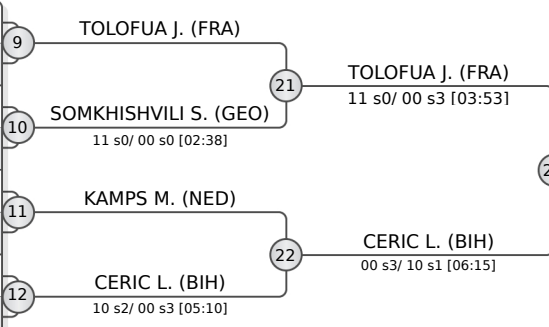 9
TOLOFUA J. (FRA)
21
TOLOFUA J. (FRA)
11 s0/ 00 s3 [03:53]
10
SOMKHISHVILI S. (GEO)
11 s0/ 00 s0 [02:38]
11
KAMPS M. (NED)
22
CERIC L. (BIH)
00 s3/ 10 s1 [06:15]
12
CERIC L. (BIH)
10 s2/ 00 s3 [05:10]